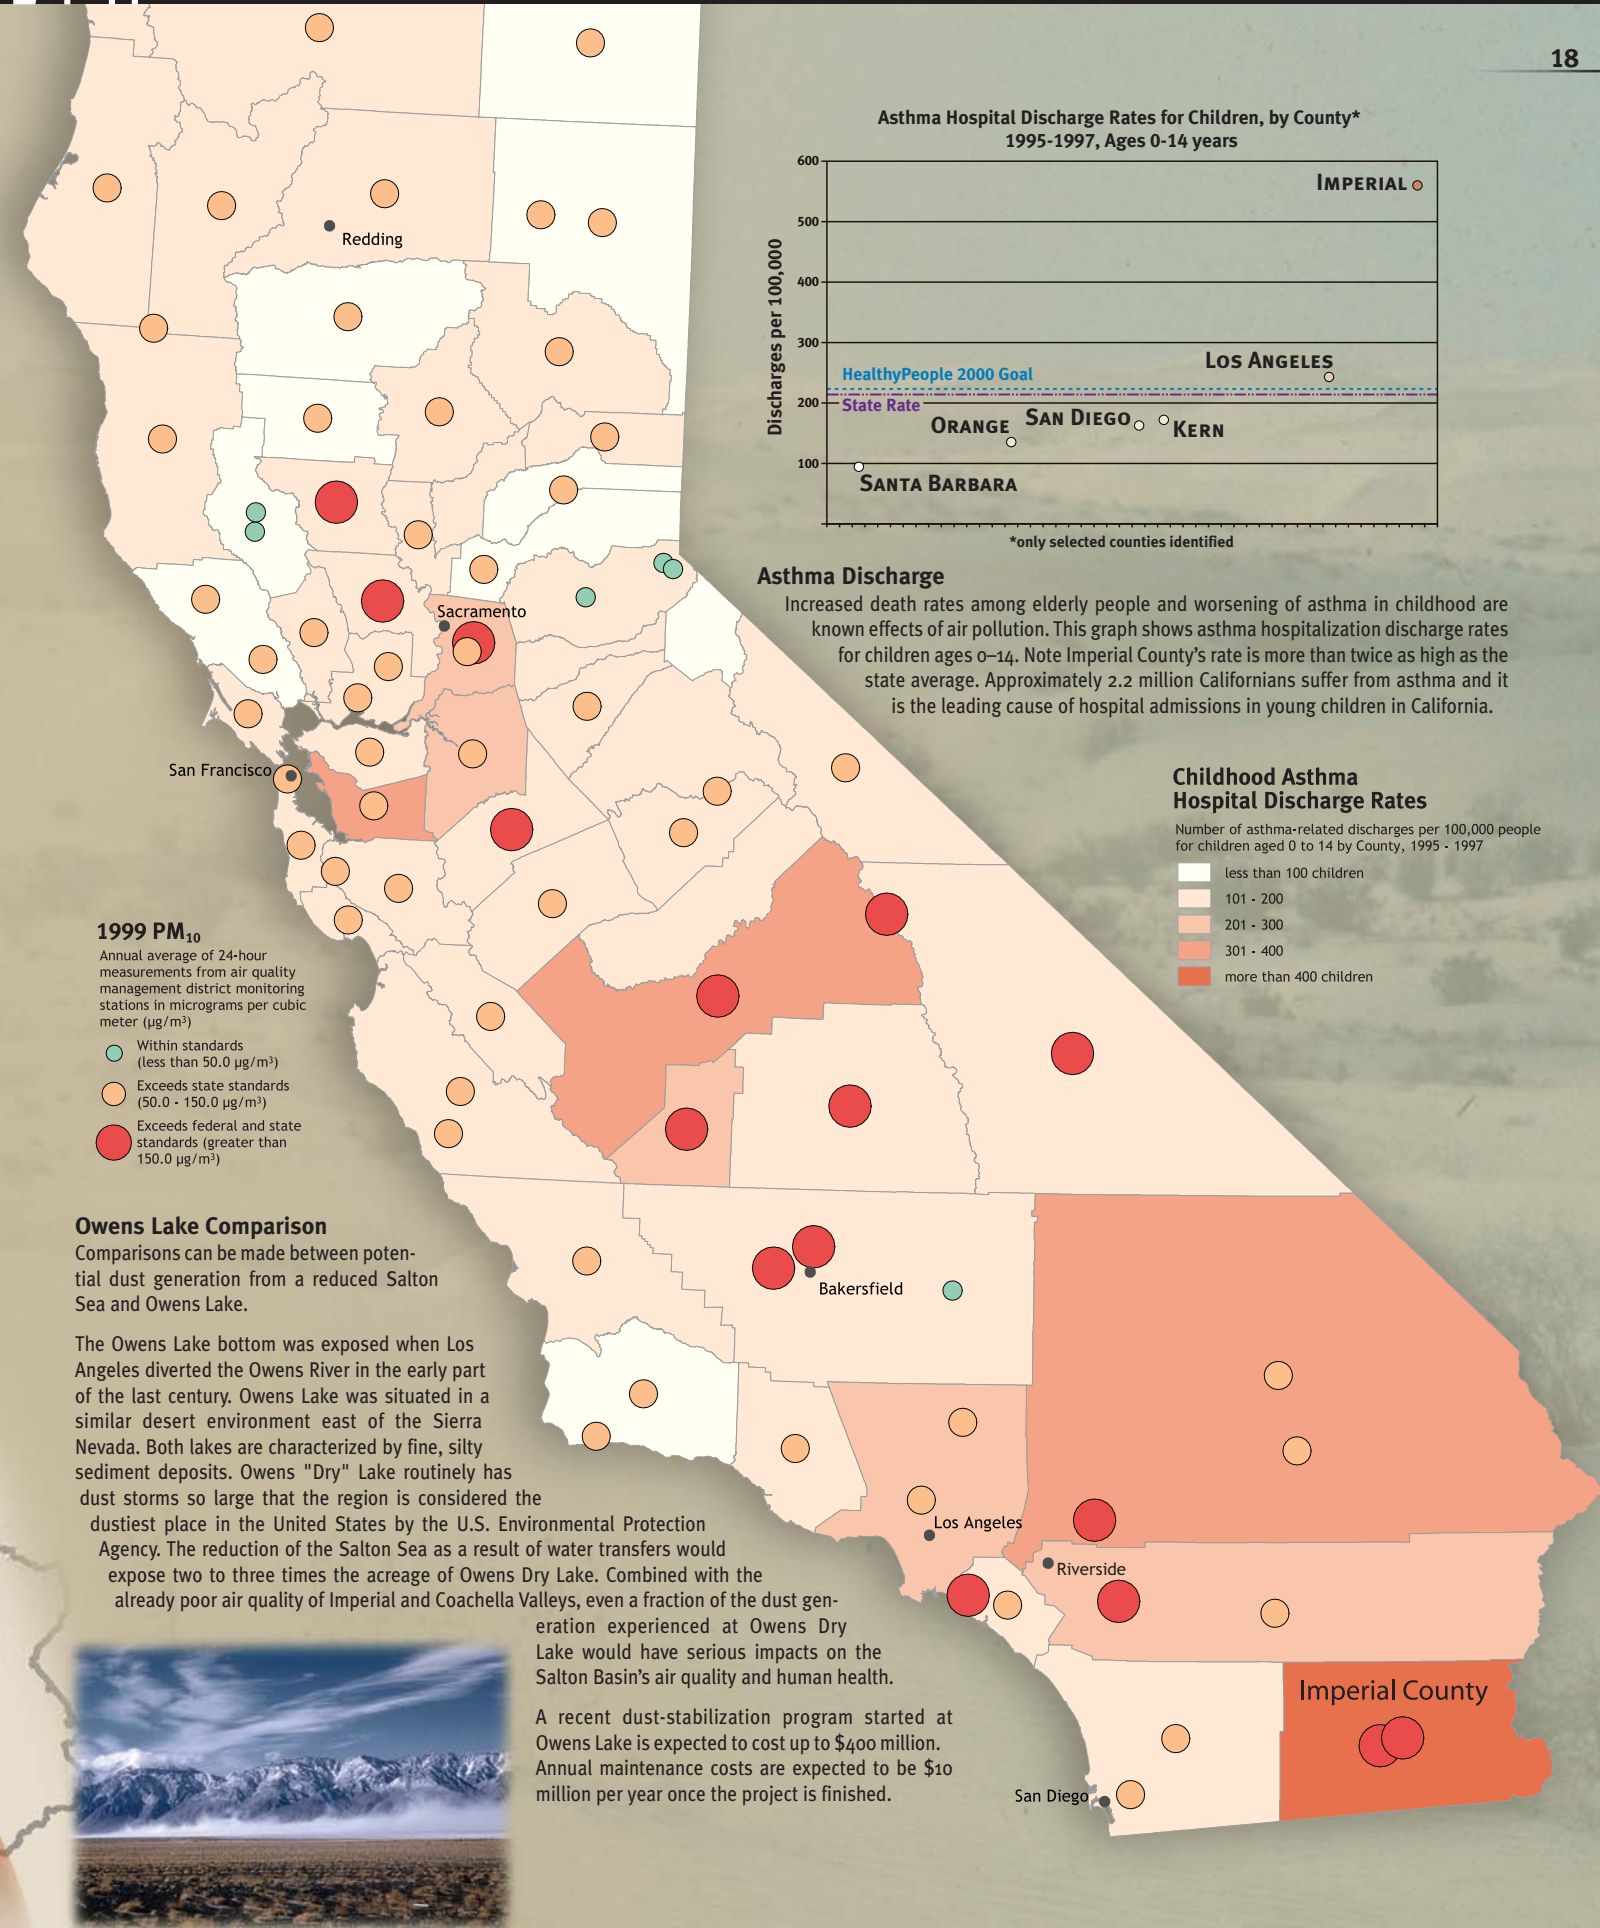 18
Asthma Hospital Discharge Rates for Children, by County*
1995-1997, Ages 0-14 years
Discharges per 100,000
600
500
400
300
200
100
IMPERIAL
LOS ANGELES
HealthyPeople 2000 Goal
State Rate
ORANGE
SAN DIEGO
KERN
SANTA BARBARA
*only selected counties identified
Asthma Discharge
Increased death rates among elderly people and worsening of asthma in childhood are
known effects of air pollution. This graph shows asthma hospitalization discharge rates
for children ages 0–14. Note Imperial County's rate is more than twice as high as the
state average. Approximately 2.2 million Californians suffer from asthma and it
is the leading cause of hospital admissions in young children in California.
Childhood Asthma
Hospital Discharge Rates
Number of asthma-related discharges per 100,000 people
for children aged 0 to 14 by County, 1995 - 1997
less than 100 children
101 - 200
201 - 300
301 - 400
more than 400 children
Redding
Sacramento
San Francisco
Bakersfield
Los Angeles
Riverside
Imperial County
San Diego
1999 PM10
Annual average of 24-hour
measurements from air quality
management district monitoring
stations in micrograms per cubic
meter (µg/m³)
Within standards
(less than 50.0 µg/m³)
Exceeds state standards
(50.0 - 150.0 µg/m³)
Exceeds federal and state
standards (greater than
150.0 µg/m³)
Owens Lake Comparison
Comparisons can be made between poten-
tial dust generation from a reduced Salton
Sea and Owens Lake.
The Owens Lake bottom was exposed when Los
Angeles diverted the Owens River in the early part
of the last century. Owens Lake was situated in a
similar desert environment east of the Sierra
Nevada. Both lakes are characterized by fine, silty
sediment deposits. Owens "Dry" Lake routinely has
dust storms so large that the region is considered the
dustiest place in the United States by the U.S. Environmental Protection
Agency. The reduction of the Salton Sea as a result of water transfers would
expose two to three times the acreage of Owens Dry Lake. Combined with the
already poor air quality of Imperial and Coachella Valleys, even a fraction of the dust gen-
eration experienced at Owens Dry
Lake would have serious impacts on the
Salton Basin's air quality and human health.
A recent dust-stabilization program started at
Owens Lake is expected to cost up to $400 million.
Annual maintenance costs are expected to be $10
million per year once the project is finished.